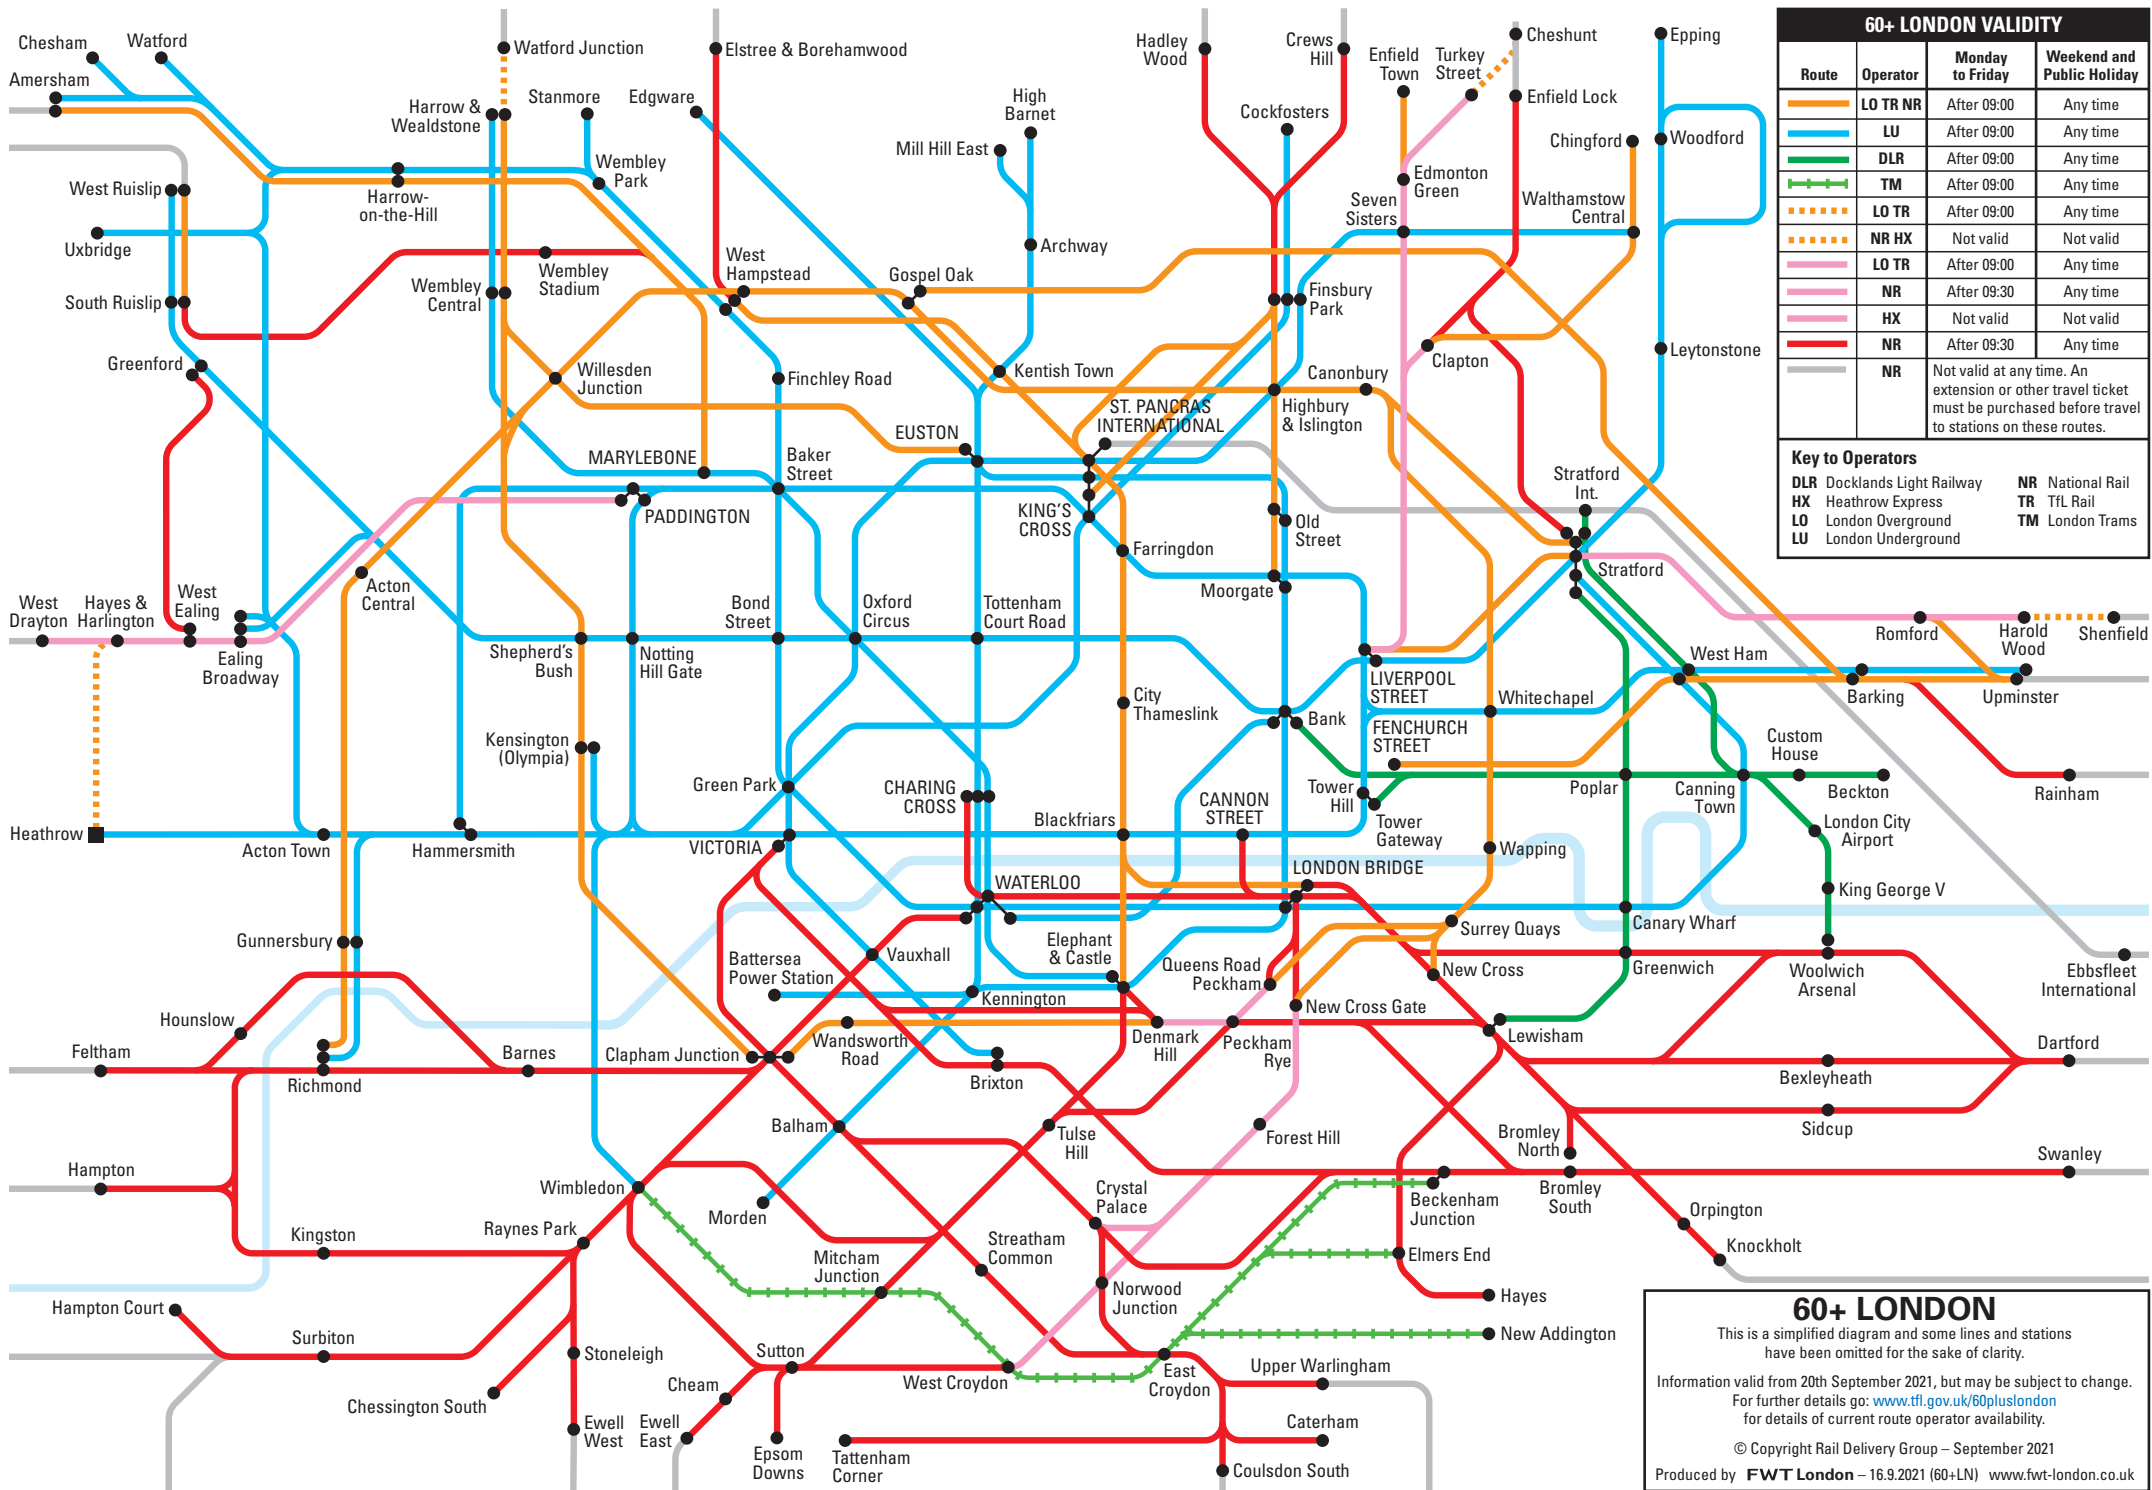 Chesham
Watford
Amersham
Watford Junction
Elstree & Borehamwood
Hadley
Wood
Crews
Hill
Enfield
Town
Turkey
Street
Cheshunt
Epping
Harrow &
Wealdstone
Stanmore
Edgware
High
Barnet
Mill Hill East
Cockfosters
Enfield Lock
Chingford
Woodford
West Ruislip
Harrow-
on-the-Hill
Wembley
Park
Edmonton
Green
Seven
Sisters
Walthamstow
Central
Uxbridge
Wembley
Stadium
West
Hampstead
Archway
Gospel Oak
South Ruislip
Wembley
Central
Finsbury
Park
Greenford
Willesden
Junction
Finchley Road
Kentish Town
Canonbury
Clapton
Leytonstone
Highbury
& Islington
ST. PANCRAS
INTERNATIONAL
EUSTON
MARYLEBONE
Baker
Street
PADDINGTON
KING'S
CROSS
Old
Street
Stratford
Int.
Stratford
Farringdon
Moorgate
Acton
Central
West
Drayton
Hayes &
Harlington
West
Ealing
Ealing
Broadway
Shepherd's
Bush
Notting
Hill Gate
Bond
Street
Oxford
Circus
Tottenham
Court Road
LIVERPOOL
STREET
West Ham
Romford
Harold
Wood
Shenfield
Barking
Upminster
City
Thameslink
Bank
Whitechapel
FENCHURCH
STREET
Kensington
(Olympia)
Custom
House
Green Park
CHARING
CROSS
CANNON
STREET
Tower
Hill
Tower
Gateway
Poplar
Canning
Town
Beckton
Rainham
Heathrow
Acton Town
Hammersmith
VICTORIA
Blackfriars
London City
Airport
Wapping
WATERLOO
LONDON BRIDGE
King George V
Gunnersbury
Vauxhall
Elephant
& Castle
Surrey Quays
Canary Wharf
Battersea
Power Station
Kennington
Queens Road
Peckham
New Cross
Greenwich
Woolwich
Arsenal
Ebbsfleet
International
Hounslow
Feltham
Richmond
Barnes
Clapham Junction
Wandsworth
Road
Brixton
Denmark
Hill
Peckham
Rye
New Cross Gate
Lewisham
Bexleyheath
Dartford
Balham
Tulse
Hill
Forest Hill
Bromley
North
Sidcup
Hampton
Wimbledon
Morden
Crystal
Palace
Beckenham
Junction
Bromley
South
Swanley
Kingston
Raynes Park
Mitcham
Junction
Streatham
Common
Norwood
Junction
Elmers End
Orpington
Knockholt
Hayes
Hampton Court
Surbiton
Stoneleigh
Sutton
West Croydon
East
Croydon
New Addington
Chessington South
Cheam
Upper Warlingham
Ewell
West
Ewell
East
Epsom
Downs
Tattenham
Corner
Caterham
Coulsdon South
60+ LONDON VALIDITY
Route Operator Monday to Friday Weekend and Public Holiday
LO TR NR After 09:00 Any time
LU After 09:00 Any time
DLR After 09:00 Any time
TM After 09:00 Any time
LO TR After 09:00 Any time
NR HX Not valid Not valid
LO TR After 09:00 Any time
NR After 09:30 Any time
HX Not valid Not valid
NR After 09:30 Any time
NR Not valid at any time. An
extension or other travel ticket
must be purchased before travel
to stations on these routes.
Key to Operators
DLR Docklands Light Railway NR National Rail
HX Heathrow Express TR TfL Rail
LO London Overground TM London Trams
LU London Underground
60+ LONDON
This is a simplified diagram and some lines and stations
have been omitted for the sake of clarity.
Information valid from 20th September 2021, but may be subject to change.
For further details go: www.tfl.gov.uk/60pluslondon
for details of current route operator availability.
© Copyright Rail Delivery Group – September 2021
Produced by FWT London – 16.9.2021 (60+LN) www.fwt-london.co.uk